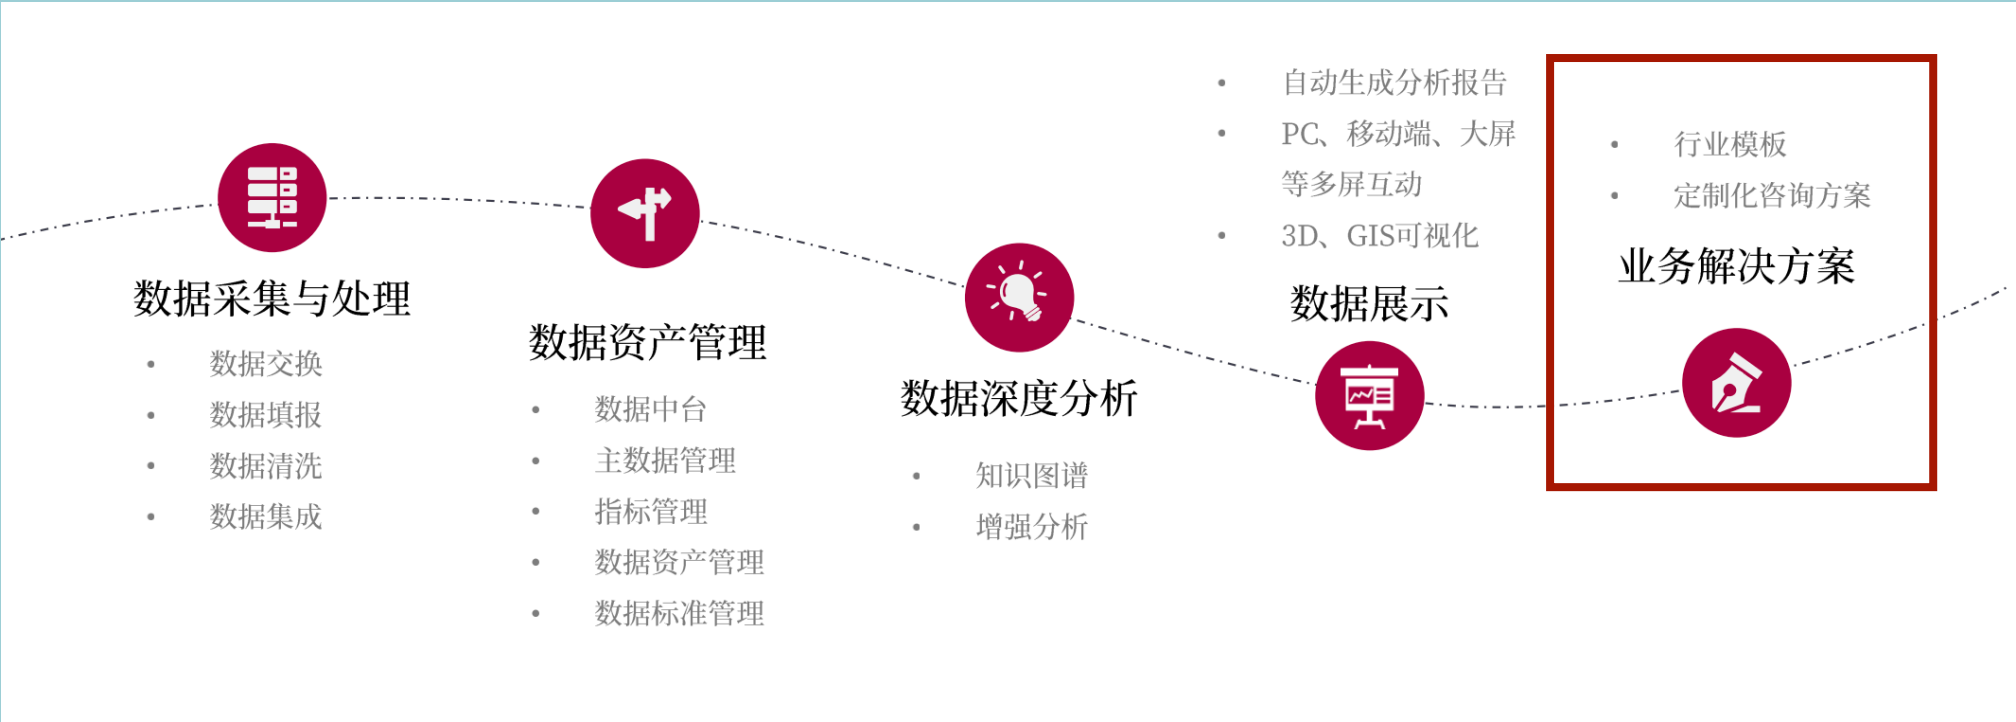 数据采集与处理
• 数据交换
• 数据填报
• 数据清洗
• 数据集成
数据资产管理
• 数据中台
• 主数据管理
• 指标管理
• 数据资产管理
• 数据标准管理
数据深度分析
• 知识图谱
• 增强分析
• 自动生成分析报告
• PC、移动端、大屏
等多屏互动
• 3D、GIS可视化
数据展示
• 行业模板
• 定制化咨询方案
业务解决方案